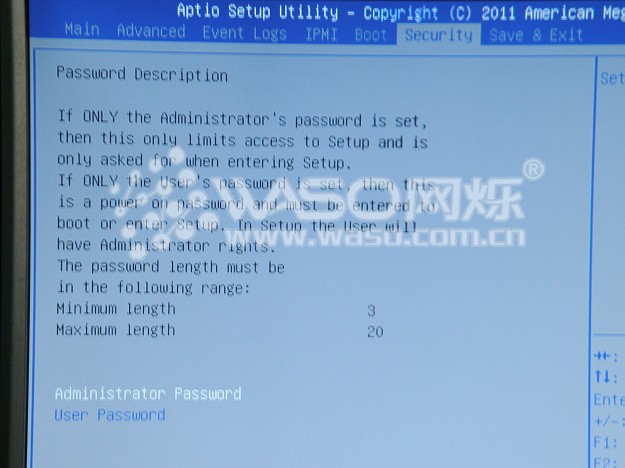 Aptio Setup Utility – Copyright (C) 2011 American Meg
Main Advanced Event Logs IPMI Boot Security Save & Exit
Password Description
Set
If ONLY the Administrator's password is set,
then this only limits access to Setup and is
only asked for when entering Setup.
If ONLY the User's password is set, then this
is a power on password and must be entered to
boot or enter Setup. In Setup the User will
have Administrator rights.
The password length must be
in the following range:
Minimum length 3
Maximum length 20
Administrator Password
User Password
WASU网烁®
www.wasu.com.cn
→←:
↑↓:
Ente
+/-:
F1:
F2: